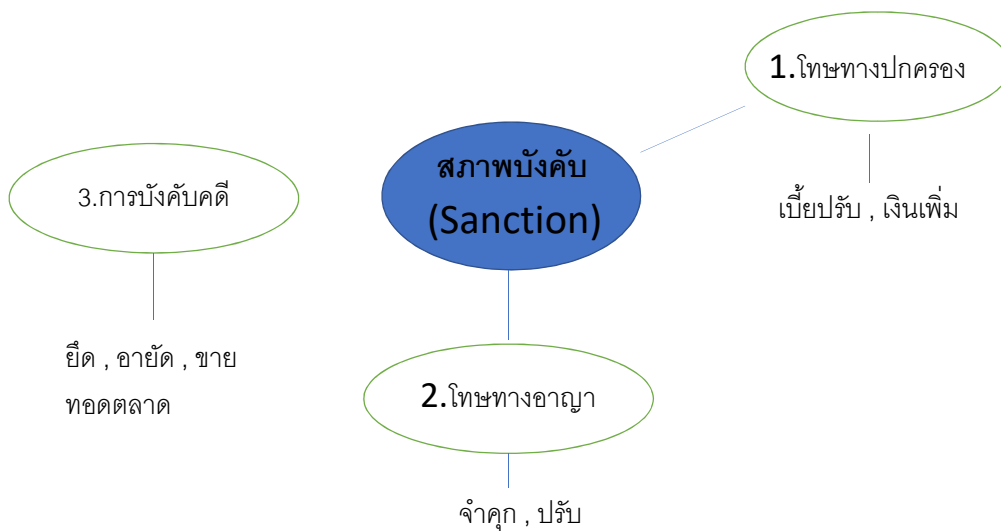 สภาพบังคับ
(Sanction)
1.โทษทางปกครอง
เบี้ยปรับ , เงินเพิ่ม
2.โทษทางอาญา
จำคุก , ปรับ
3.การบังคับคดี
ยึด , อายัด , ขาย
ทอดตลาด